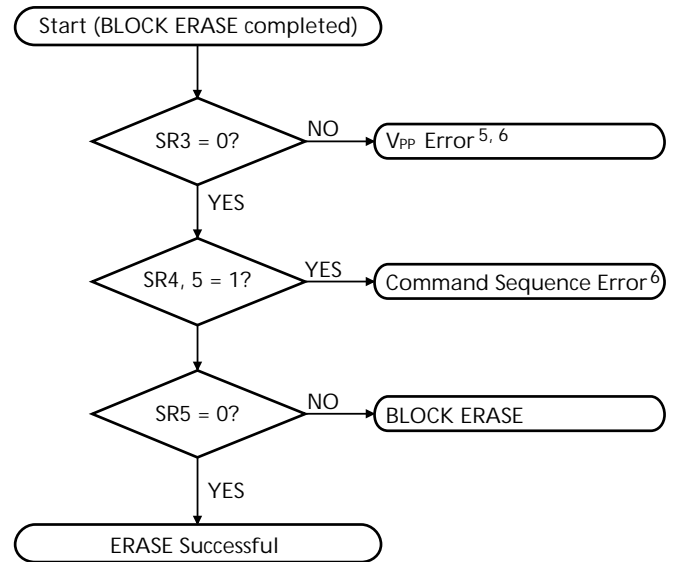 Start (BLOCK ERASE completed)
SR3 = 0?
NO
VPP Error 5, 6
YES
SR4, 5 = 1?
YES
Command Sequence Error 6
SR5 = 0?
NO
BLOCK ERASE
YES
ERASE Successful